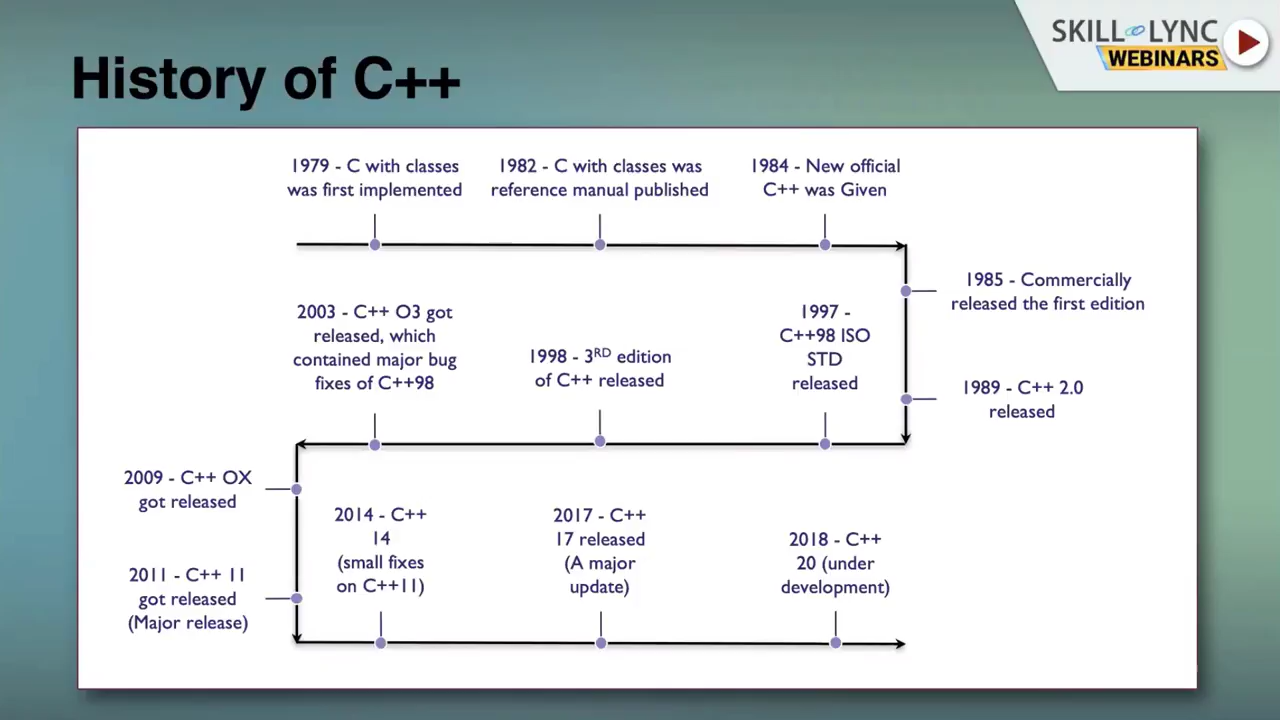 SKILL LYNC
WEBINARS
History of C++
1979 - C with classes
was first implemented
1982 - C with classes was
reference manual published
1984 - New official
C++ was Given
1985 - Commercially
released the first edition
1989 - C++ 2.0
released
1997 -
C++98 ISO
STD
released
1998 - 3RD edition
of C++ released
2003 - C++ O3 got
released, which
contained major bug
fixes of C++98
2009 - C++ OX
got released
2011 - C++ 11
got released
(Major release)
2014 - C++
14
(small fixes
on C++11)
2017 - C++
17 released
(A major
update)
2018 - C++
20 (under
development)